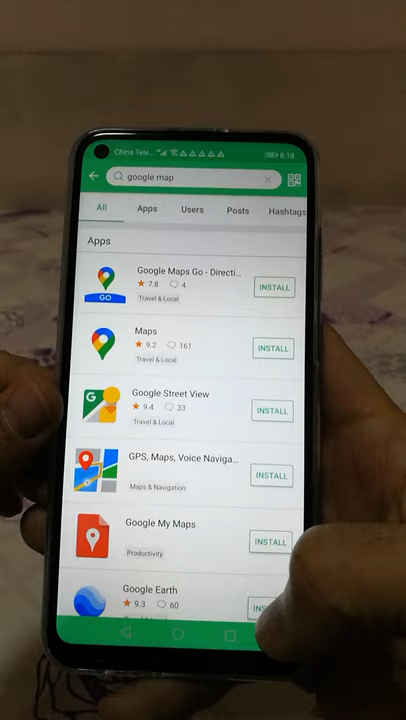 China Tele... 8:18
google map
All Apps Users Posts Hashtags
Apps
Google Maps Go - Directi...
7.8 4
Travel & Local
GO
INSTALL
Maps
9.2 161
Travel & Local
INSTALL
Google Street View
9.4 33
Travel & Local
G
INSTALL
GPS, Maps, Voice Naviga...
Maps & Navigation
INSTALL
Google My Maps
Productivity
INSTALL
Google Earth
9.3 60
INS